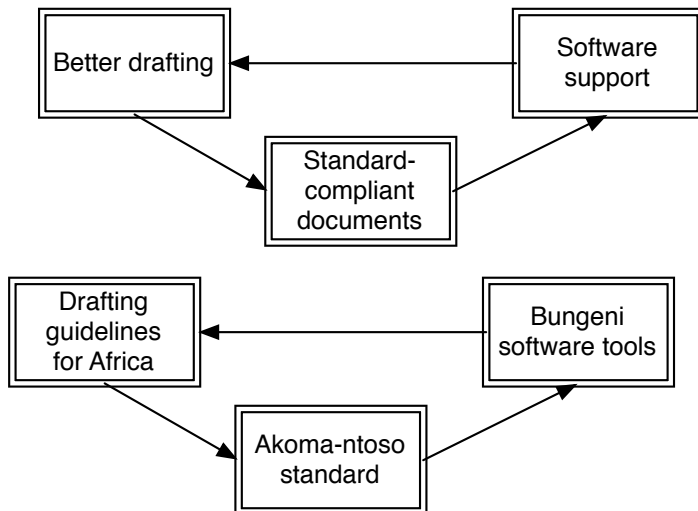 Better drafting
Software
support
Standard-
compliant
documents
Drafting
guidelines
for Africa
Bungeni
software tools
Akoma-ntoso
standard